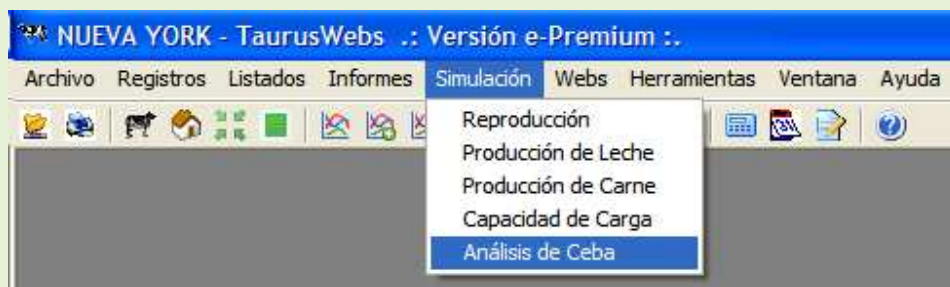 NUEVA YORK - TaurusWebs .: Versión e-Premium :.
Archivo Registros Listados Informes Simulación Webs Herramientas Ventana Ayuda
Reproducción
Producción de Leche
Producción de Carne
Capacidad de Carga
Análisis de Ceba